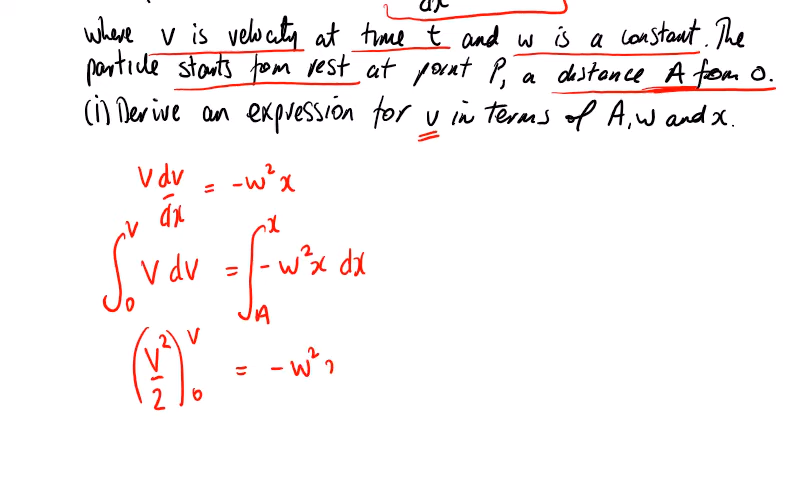 dx
where v is velocity at time t and w is a constant. The
particle starts from rest at point P, a distance A from O.
(i) Derive an expression for v in terms of A, w and x.
V dv/dx = -w²x
∫₀^V V dV = ∫_A^x -w²x dx
(V²/2)₀^V = -w²